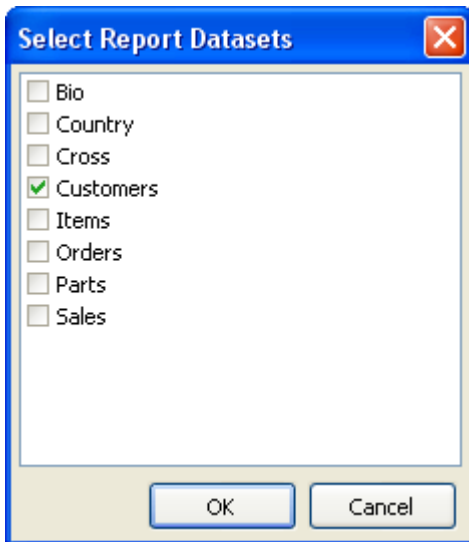 Select Report Datasets
Bio
Country
Cross
Customers
Items
Orders
Parts
Sales
OK Cancel